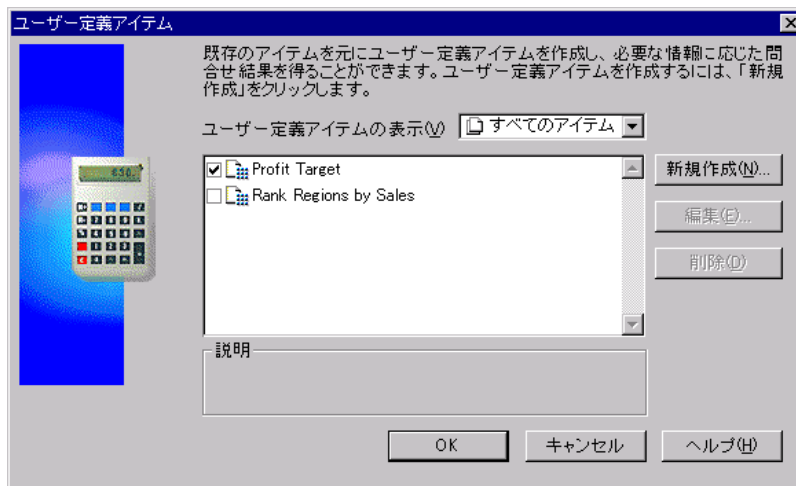 ユーザー定義アイテム
既存のアイテムを元にユーザー定義アイテムを作成し、必要な情報に応じた問
合せ結果を得ることができます。ユーザー定義アイテムを作成するには、「新規
作成」をクリックします。
ユーザー定義アイテムの表示(V) すべてのアイテム
630.
Profit Target 新規作成(N)...
Rank Regions by Sales
編集(E)...
削除(D)
説明
OK キャンセル ヘルプ(H)